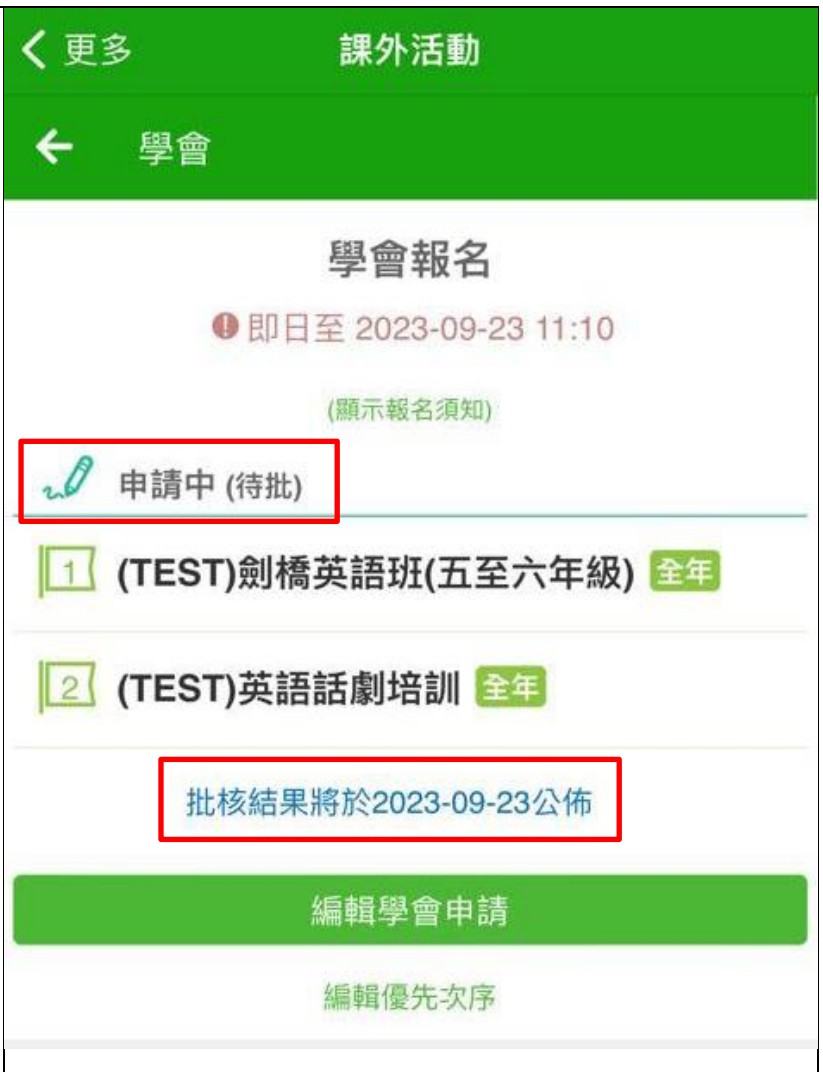 更多
課外活動
學會
學會報名
即日至 2023-09-23 11:10
(顯示報名須知)
申請中 (待批)
1 (TEST)劍橋英語班(五至六年級) 全年
2 (TEST)英語話劇培訓 全年
批核結果將於2023-09-23公佈
編輯學會申請
編輯優先次序